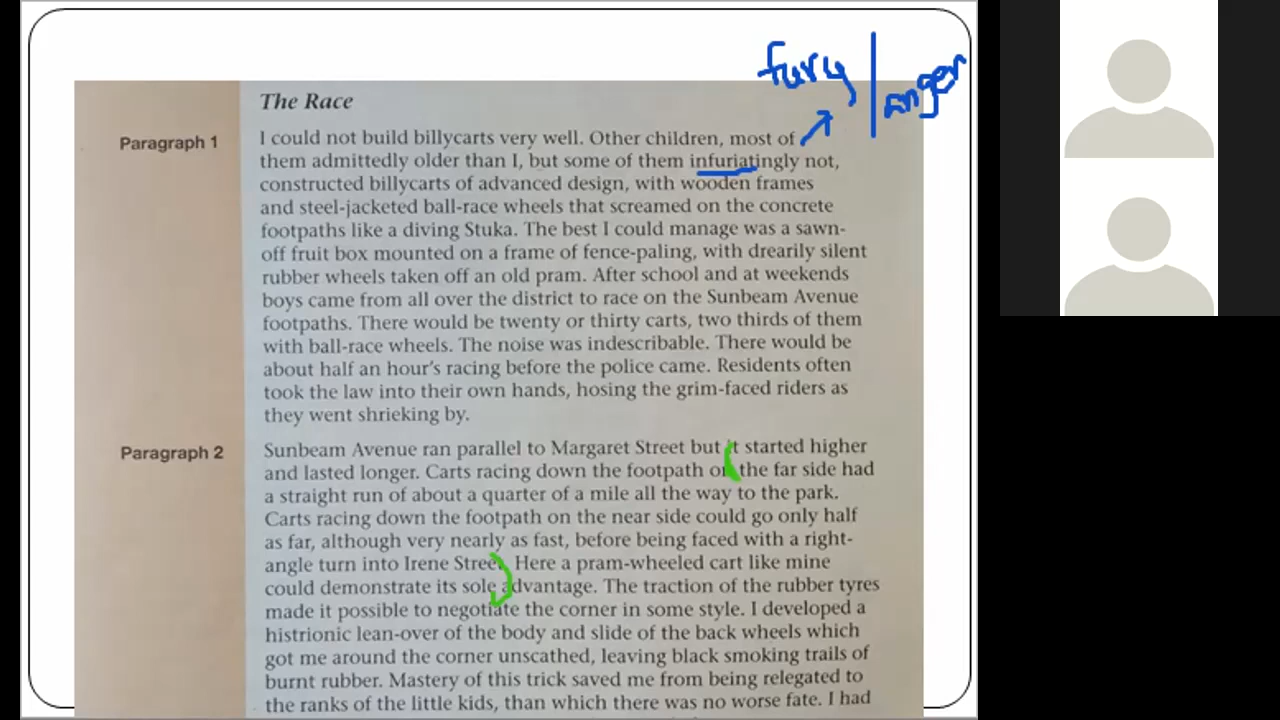 fury
anger
The Race
Paragraph 1
I could not build billycarts very well. Other children, most of
them admittedly older than I, but some of them infuriatingly not,
constructed billycarts of advanced design, with wooden frames
and steel-jacketed ball-race wheels that screamed on the concrete
footpaths like a diving Stuka. The best I could manage was a sawn-
off fruit box mounted on a frame of fence-paling, with drearily silent
rubber wheels taken off an old pram. After school and at weekends
boys came from all over the district to race on the Sunbeam Avenue
footpaths. There would be twenty or thirty carts, two thirds of them
with ball-race wheels. The noise was indescribable. There would be
about half an hour's racing before the police came. Residents often
took the law into their own hands, hosing the grim-faced riders as
they went shrieking by.
Paragraph 2
Sunbeam Avenue ran parallel to Margaret Street but it started higher
and lasted longer. Carts racing down the footpath on the far side had
a straight run of about a quarter of a mile all the way to the park.
Carts racing down the footpath on the near side could go only half
as far, although very nearly as fast, before being faced with a right-
angle turn into Irene Street. Here a pram-wheeled cart like mine
could demonstrate its sole advantage. The traction of the rubber tyres
made it possible to negotiate the corner in some style. I developed a
histrionic lean-over of the body and slide of the back wheels which
got me around the corner unscathed, leaving black smoking trails of
burnt rubber. Mastery of this trick saved me from being relegated to
the ranks of the little kids, than which there was no worse fate. I had